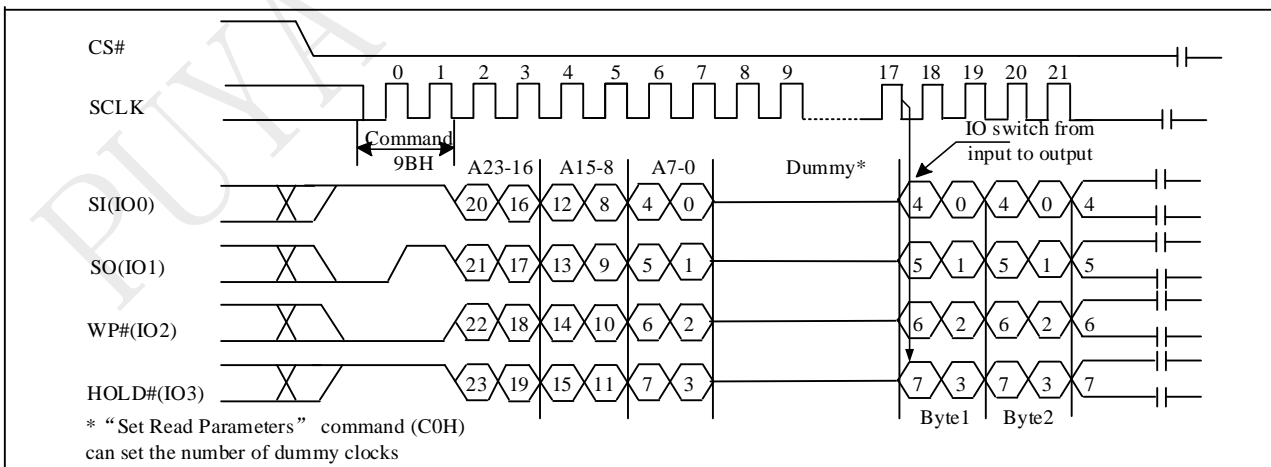 PUYA
CS#
0 1 2 3 4 5 6 7 8 9 17 18 19 20 21
SCLK
Command
9BH
IO switch from
input to output
A23-16 A15-8 A7-0 Dummy*
SI(IO0) 20 16 12 8 4 0 4 0 4 0 4
SO(IO1) 21 17 13 9 5 1 5 1 5 1 5
WP#(IO2) 22 18 14 10 6 2 6 2 6 2 6
HOLD#(IO3) 23 19 15 11 7 3 7 3 7 3 7
Byte1 Byte2
* “Set Read Parameters” command (C0H)
can set the number of dummy clocks